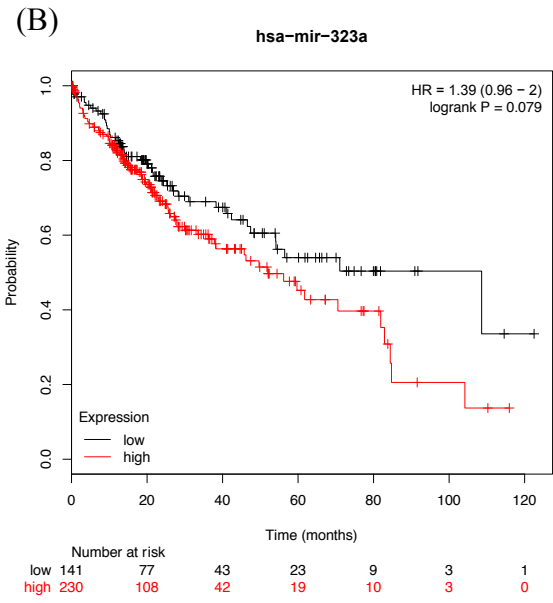 (B)
hsa−mir−323a
HR = 1.39 (0.96 − 2)
logrank P = 0.079
1.0
0.8
0.6
0.4
0.2
0.0
Probability
Expression
low
high
0 20 40 60 80 100 120
Time (months)
Number at risk
low 141 77 43 23 9 3 1
high 230 108 42 19 10 3 0